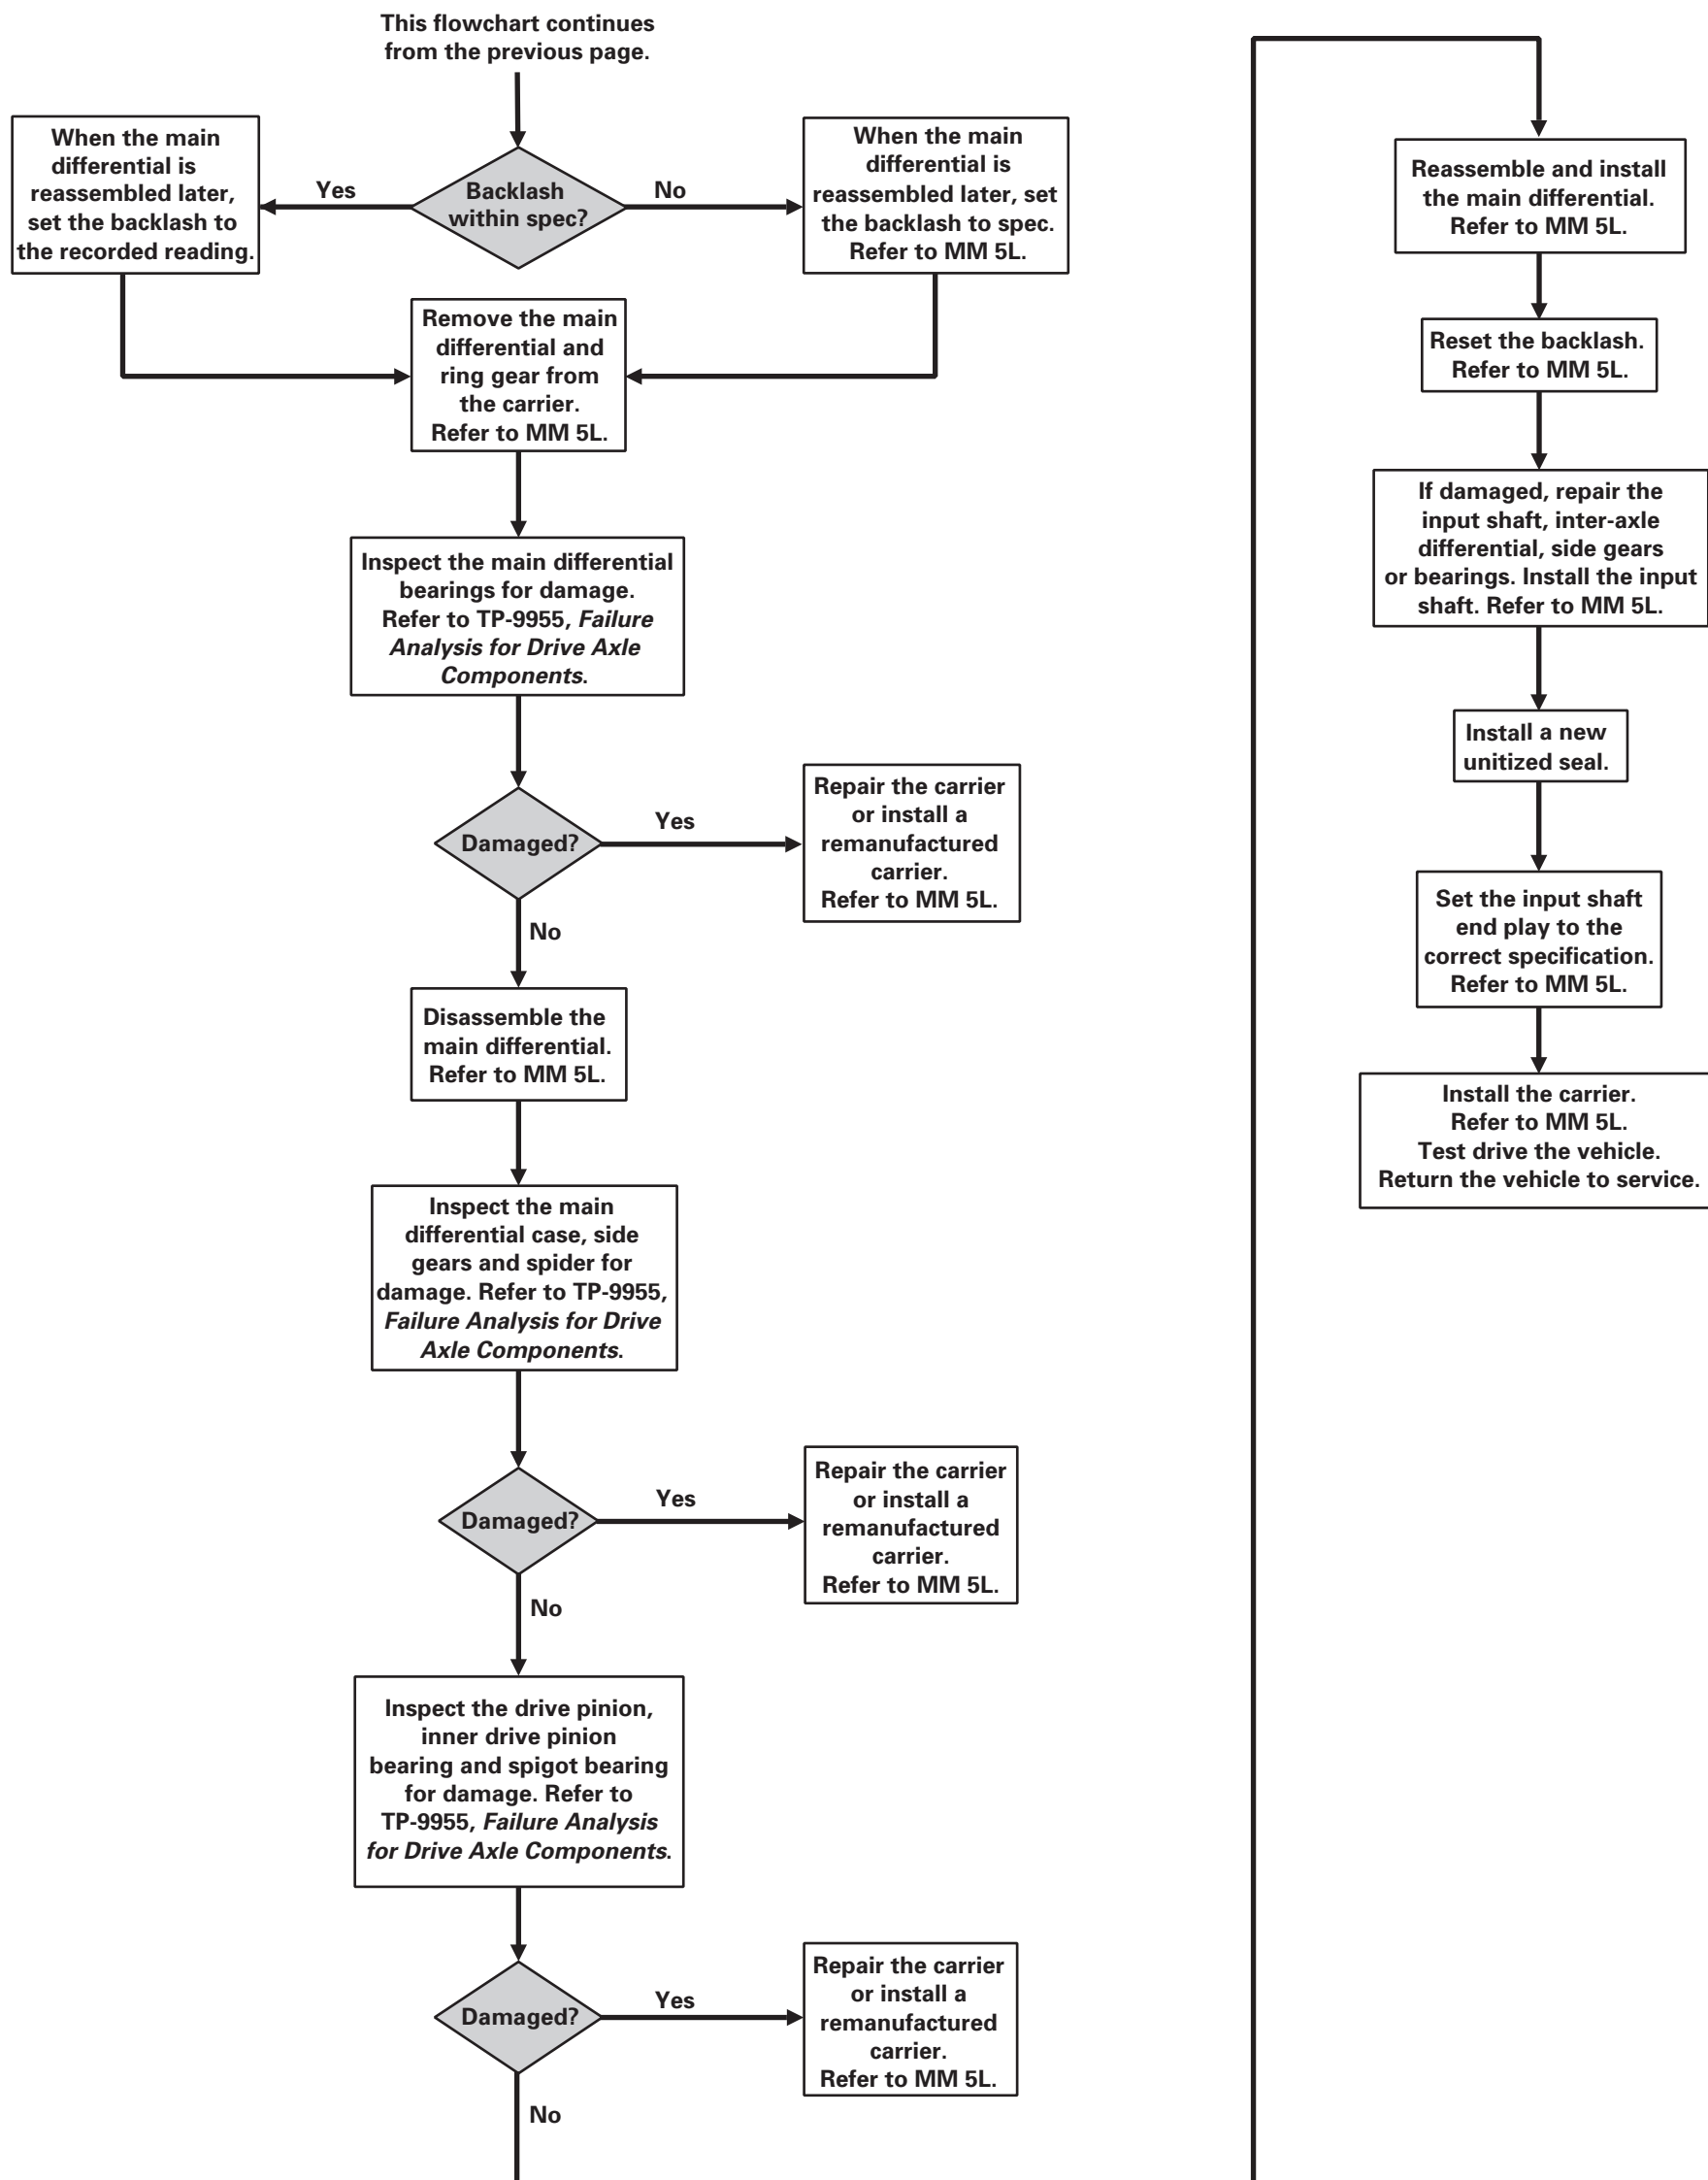 This flowchart continues
from the previous page.
When the main
differential is
reassembled later,
set the backlash to
the recorded reading.
Yes
Backlash
within spec?
No
When the main
differential is
reassembled later, set
the backlash to spec.
Refer to MM 5L.
Remove the main
differential and
ring gear from
the carrier.
Refer to MM 5L.
Inspect the main differential
bearings for damage.
Refer to TP-9955, Failure
Analysis for Drive Axle
Components.
Damaged?
Yes
Repair the carrier
or install a
remanufactured
carrier.
Refer to MM 5L.
No
Disassemble the
main differential.
Refer to MM 5L.
Inspect the main
differential case, side
gears and spider for
damage. Refer to TP-9955,
Failure Analysis for Drive
Axle Components.
Damaged?
Yes
Repair the carrier
or install a
remanufactured
carrier.
Refer to MM 5L.
No
Inspect the drive pinion,
inner drive pinion
bearing and spigot bearing
for damage. Refer to
TP-9955, Failure Analysis
for Drive Axle Components.
Damaged?
Yes
Repair the carrier
or install a
remanufactured
carrier.
Refer to MM 5L.
No
Reassemble and install
the main differential.
Refer to MM 5L.
Reset the backlash.
Refer to MM 5L.
If damaged, repair the
input shaft, inter-axle
differential, side gears
or bearings. Install the input
shaft. Refer to MM 5L.
Install a new
unitized seal.
Set the input shaft
end play to the
correct specification.
Refer to MM 5L.
Install the carrier.
Refer to MM 5L.
Test drive the vehicle.
Return the vehicle to service.